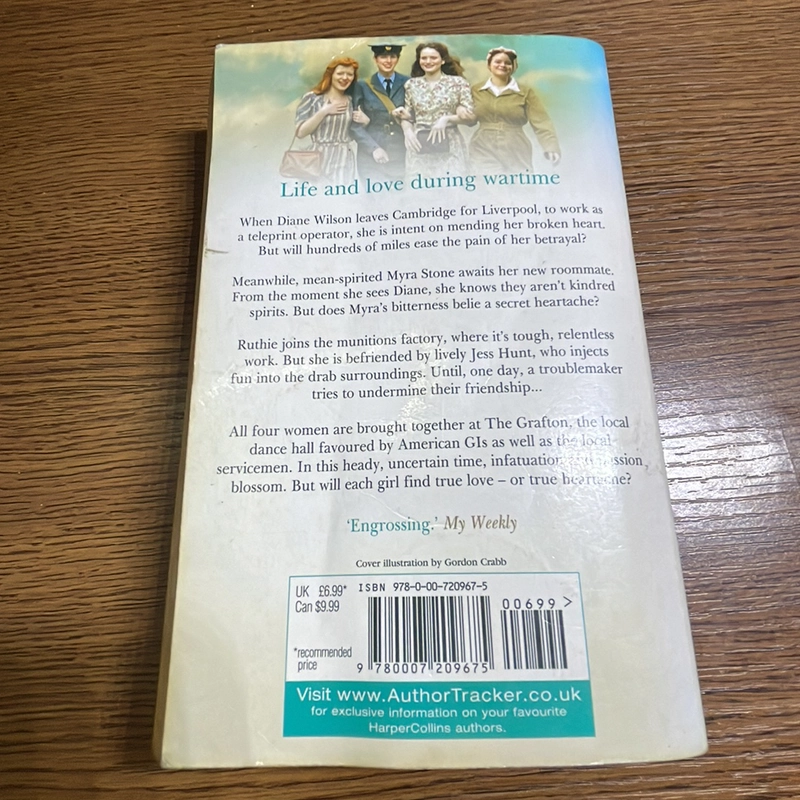 Life and love during wartime
When Diane Wilson leaves Cambridge for Liverpool, to work as
a teleprint operator, she is intent on mending her broken heart.
But will hundreds of miles ease the pain of her betrayal?
Meanwhile, mean-spirited Myra Stone awaits her new roommate.
From the moment she sees Diane, she knows they aren't kindred
spirits. But does Myra's bitterness belie a secret heartache?
Ruthie joins the munitions factory, where it's tough, relentless
work. But she is befriended by lively Jess Hunt, who injects
fun into the drab surroundings. Until, one day, a troublemaker
tries to undermine their friendship...
All four women are brought together at The Grafton, the local
dance hall favoured by American GIs as well as the local
servicemen. In this heady, uncertain time, infatuation
blossom. But will each girl find true love – or true heartache?
'Engrossing.' My Weekly
Cover illustration by Gordon Crabb
UK £6.99*
Can $9.99
ISBN 978-0-00-720967-5
00699 >
*recommended
price
9 780007 209675
Visit www.AuthorTracker.co.uk
for exclusive information on your favourite
HarperCollins authors.